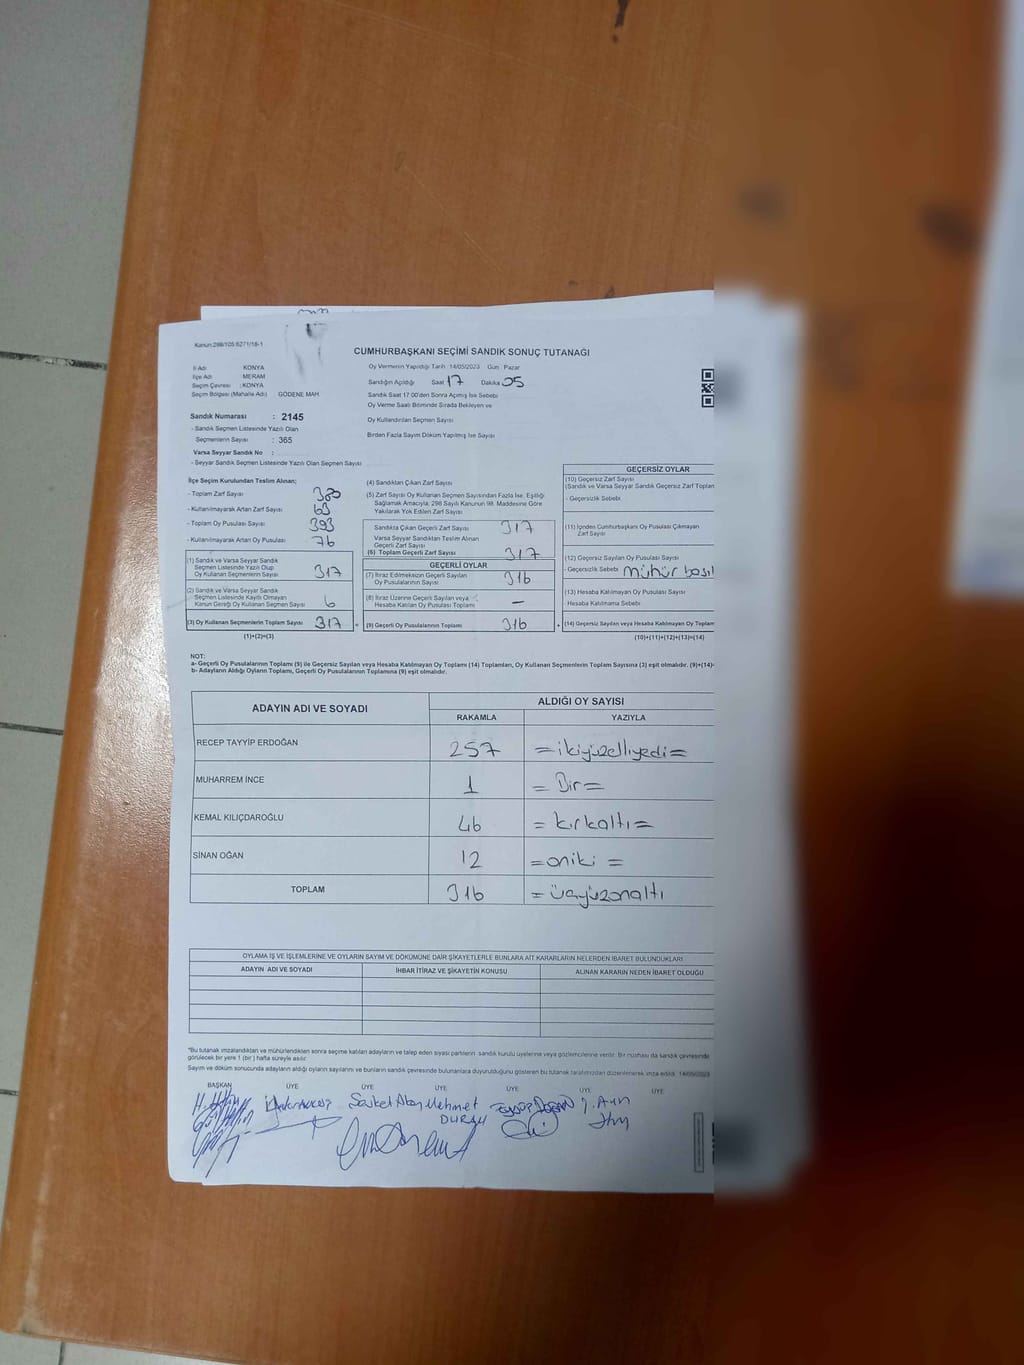 Kanun:298/105 6271/18-1
CUMHURBAŞKANI SEÇİMİ SANDIK SONUÇ TUTANAĞI
İl Adı KONYA
İlçe Adı MERAM
Seçim Çevresi : KONYA
Seçim Bölgesi (Mahalle Adı) GÖDENE MAH.
Sandık Numarası : 2145
- Sandık Seçmen Listesinde Yazılı Olan
Seçmenlerin Sayısı : 365
Varsa Seyyar Sandık No :
- Seyyar Sandık Seçmen Listesinde Yazılı Olan Seçmen Sayısı
Oy Vermenin Yapıldığı Tarih :14/05/2023 Gün : Pazar
Sandığın Açıldığı Saat 17 Dakika 05
Sandık Saat 17:00'den Sonra Açılmış İse Sebebi
Oy Verme Saati Bitiminde Sırada Bekleyen ve
Oy Kullandırılan Seçmen Sayısı
Birden Fazla Sayım Döküm Yapılmış İse Sayısı
İlçe Seçim Kurulundan Teslim Alınan;
- Toplam Zarf Sayısı 380
- Kullanılmayarak Artan Zarf Sayısı 63
- Toplam Oy Pusulası Sayısı 393
- Kullanılmayarak Artan Oy Pusulası 76
(1) Sandık ve Varsa Seyyar Sandık
Seçmen Listesinde Yazılı Olup
Oy Kullanan Seçmenlerin Sayısı 317
(2) Sandık ve Varsa Seyyar Sandık
Seçmen Listesinde Kayıtlı Olmayan
Kanun Gereği Oy Kullanan Seçmen Sayısı 6
(3) Oy Kullanan Seçmenlerin Toplam Sayısı 317
(1)+(2)=(3)
(4) Sandıktan Çıkan Zarf Sayısı
(5) Zarf Sayısı Oy Kullanan Seçmen Sayısından Fazla İse, Eşitliği
Sağlamak Amacıyla; 298 Sayılı Kanunun 98. Maddesine Göre
Yakılarak Yok Edilen Zarf Sayısı
Sandıkta Çıkan Geçerli Zarf Sayısı 317
Varsa Seyyar Sandıktan Teslim Alınan
Geçerli Zarf Sayısı
(6) Toplam Geçerli Zarf Sayısı 317
GEÇERLİ OYLAR
(7) İtiraz Edilmeksizin Geçerli Sayılan
Oy Pusulalarının Sayısı 316
(8) İtiraz Üzerine Geçerli Sayılan veya
Hesaba Katılan Oy Pusulası Toplamı —
= (9) Geçerli Oy Pusulalarının Toplamı 316 +
GEÇERSİZ OYLAR
(10) Geçersiz Zarf Sayısı
(Sandık ve Varsa Seyyar Sandık Geçersiz Zarf Toplam
- Geçersizlik Sebebi
(11) İçinden Cumhurbaşkanı Oy Pusulası Çıkmayan
Zarf Sayısı
(12) Geçersiz Sayılan Oy Pusulası Sayısı
- Geçersizlik Sebebi mühür bası
(13) Hesaba Katılmayan Oy Pusulası Sayısı
Hesaba Katılmama Sebebi
(14) Geçersiz Sayılan veya Hesaba Katılmayan Oy Toplam
(10)+(11)+(12)+(13)=(14)
NOT:
a- Geçerli Oy Pusulalarının Toplamı (9) ile Geçersiz Sayılan veya Hesaba Katılmayan Oy Toplamı (14) Toplamları, Oy Kullanan Seçmenlerin Toplam Sayısına (3) eşit olmalıdır. (9)+(14)=
b- Adayların Aldığı Oyların Toplamı, Geçerli Oy Pusulalarının Toplamına (9) eşit olmalıdır.
ADAYIN ADI VE SOYADI ALDIĞI OY SAYISI
RAKAMLA YAZIYLA
RECEP TAYYİP ERDOĞAN 257 =ikiyüzelliyedi=
MUHARREM İNCE 1 = Bir =
KEMAL KILIÇDAROĞLU 46 = kırkaltı =
SİNAN OĞAN 12 =oniki =
TOPLAM 316 = üçyüzonaltı
OYLAMA İŞ VE İŞLEMLERİNE VE OYLARIN SAYIM VE DÖKÜMÜNE DAİR ŞİKAYETLERLE BUNLARA AİT KARARLARIN NELERDEN İBARET BULUNDUKLARI
ADAYIN ADI VE SOYADI İHBAR İTİRAZ VE ŞİKAYETİN KONUSU ALINAN KARARIN NEDEN İBARET OLDUĞU
*Bu tutanak imzalandıktan ve mühürlendikten sonra seçime katılan adayların ve talep eden siyasi partilerin sandık kurulu üyelerine veya gözlemcilerine verilir. Bir nüshası da sandık çevresinde
görülecek bir yere 1 (bir) hafta süreyle asılır.
Sayım ve döküm sonucunda adayların aldığı oyların sayılarını ve bunların sandık çevresinde bulunanlara duyurulduğunu gösteren bu tutanak tarafımızdan düzenlenerek imza edildi. 14/05/2023
BAŞKAN ÜYE ÜYE ÜYE ÜYE ÜYE ÜYE
Mehmet
DURAN